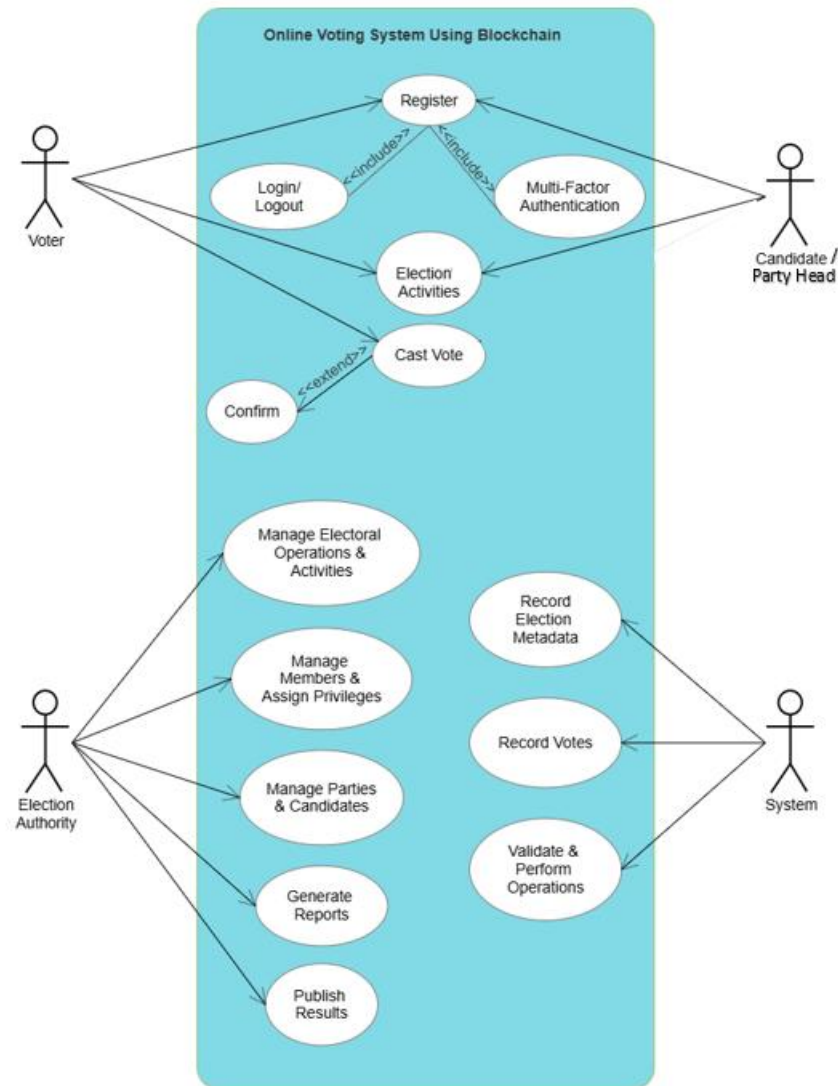 Online Voting System Using Blockchain
Register
<<include>>
<<include>>
Login/
Logout
Multi-Factor
Authentication
Voter
Candidate /
Party Head
Election
Activities
Cast Vote
<<extend>>
Confirm
Manage Electoral
Operations &
Activities
Record
Election
Metadata
Manage
Members &
Assign Privileges
Record Votes
Election
Authority
System
Manage Parties
& Candidates
Validate &
Perform
Operations
Generate
Reports
Publish
Results